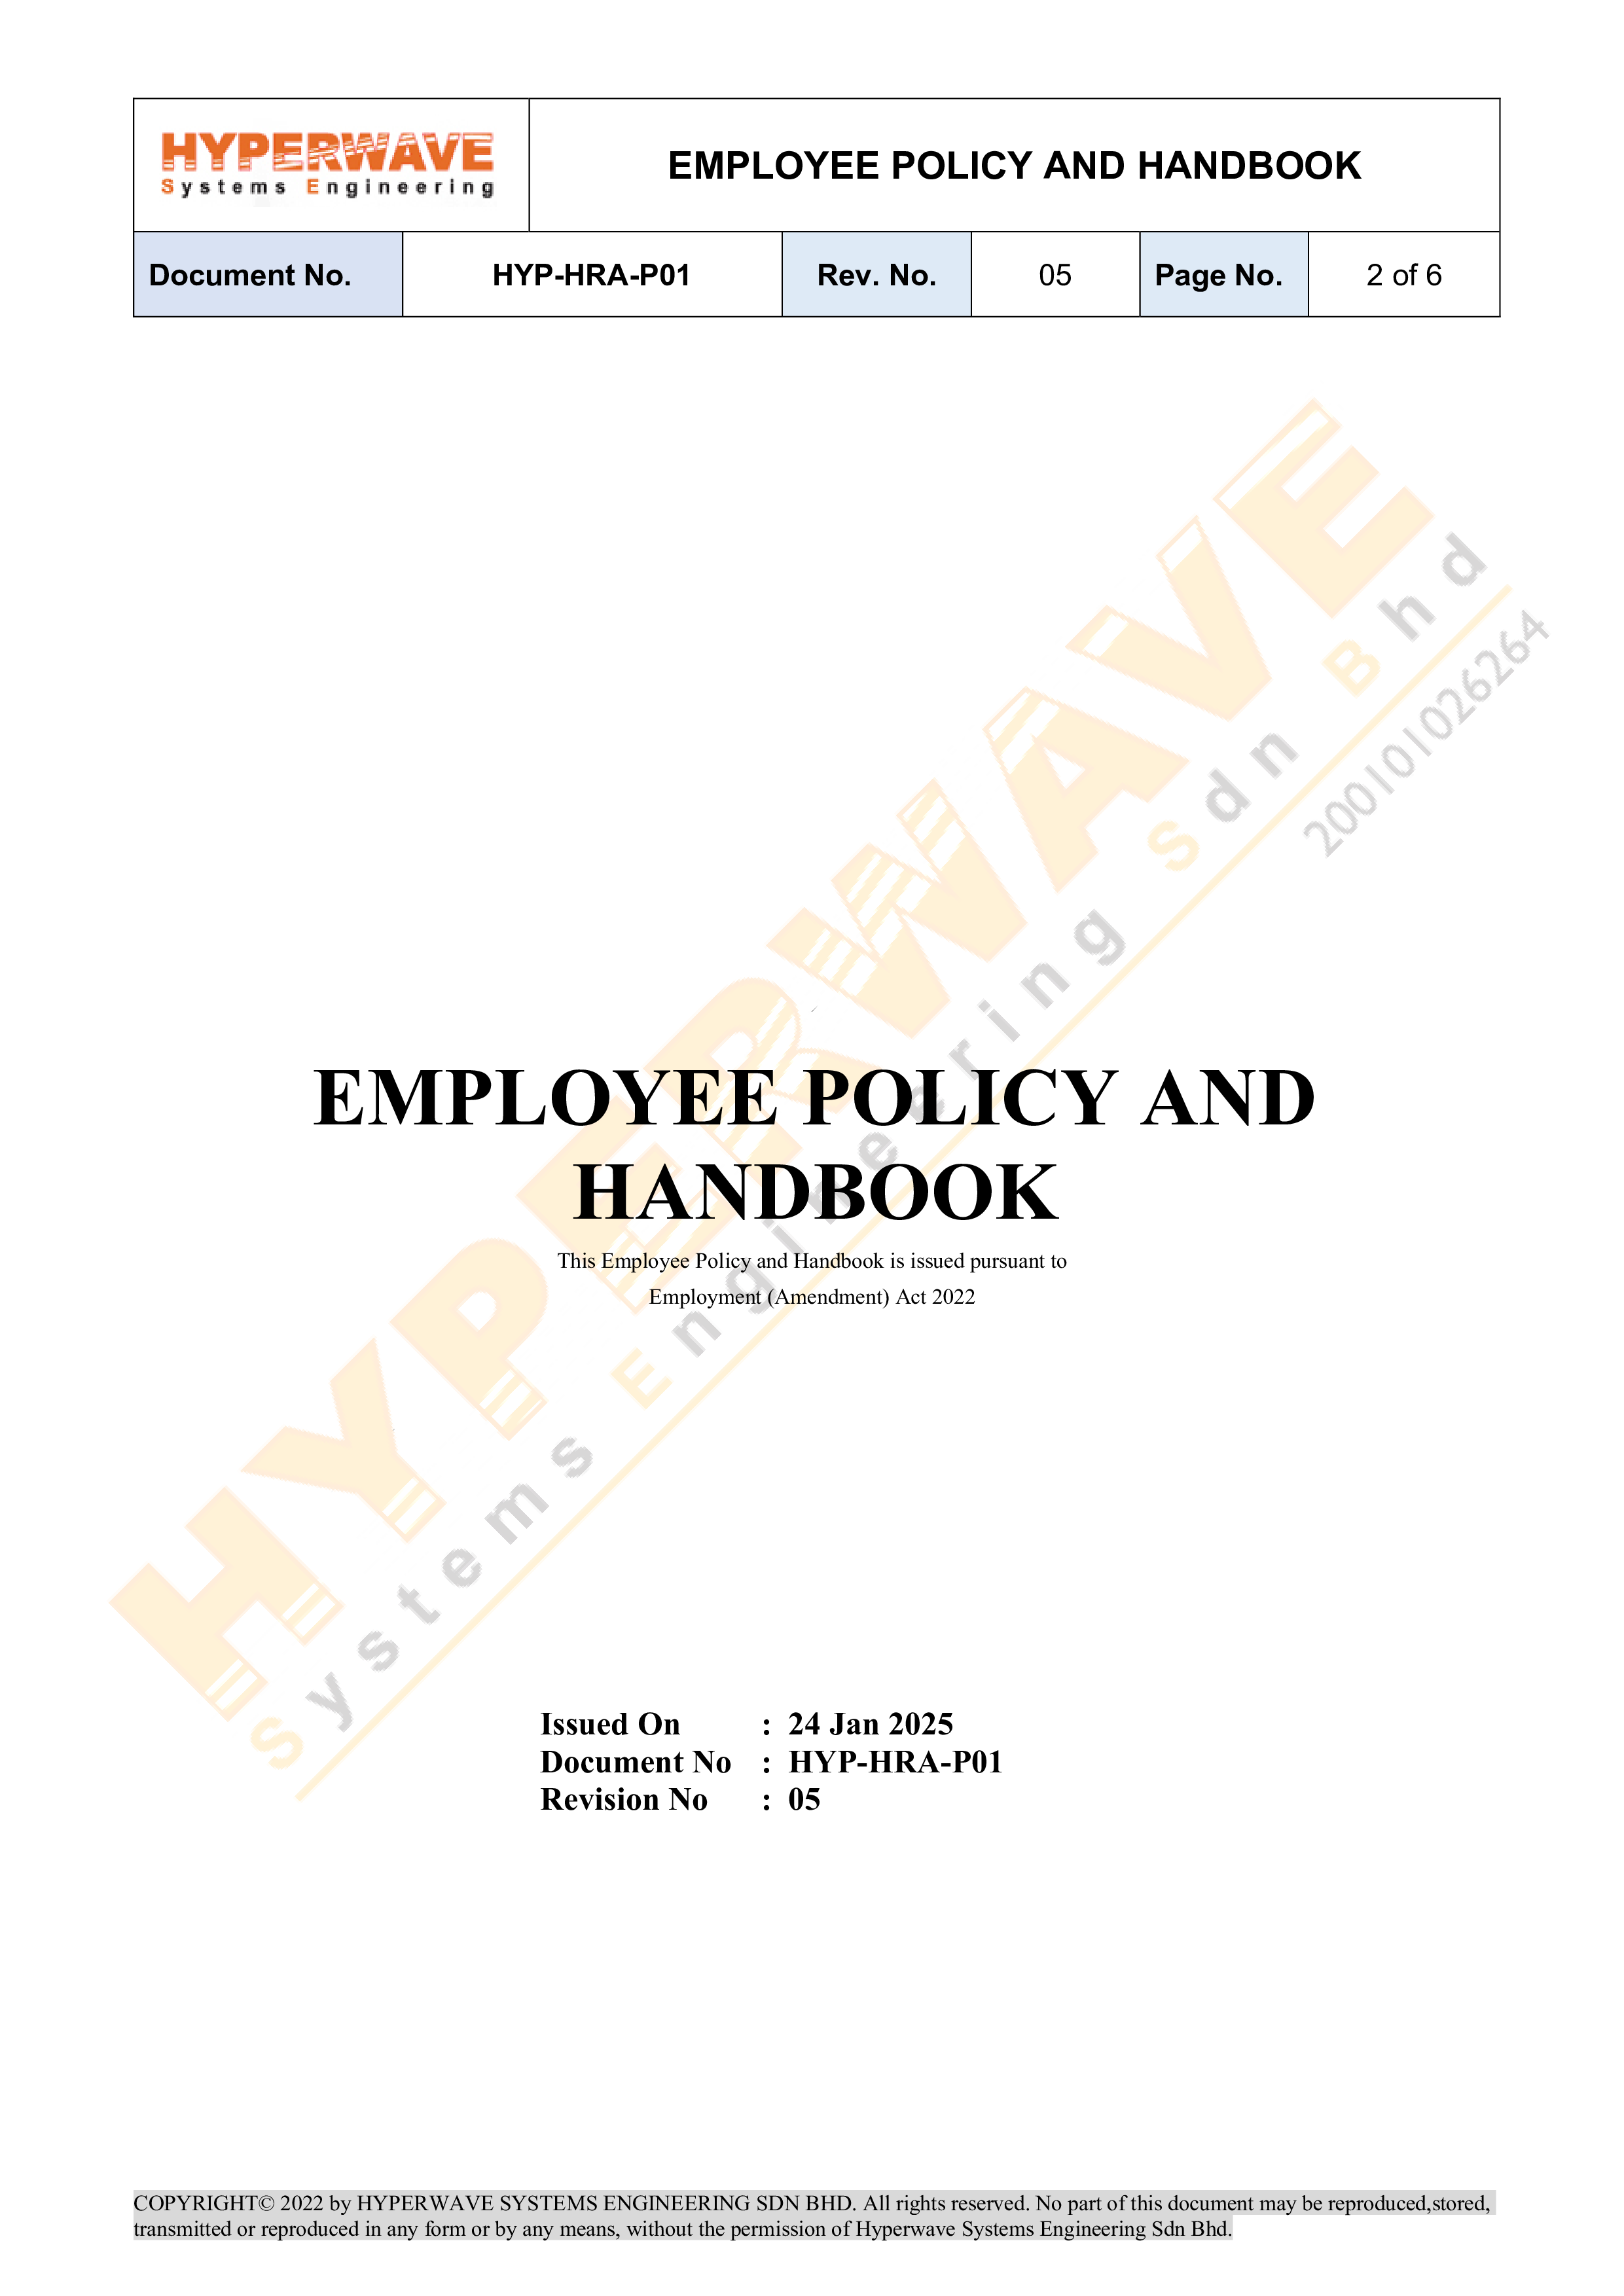 HYPERWAVE
Systems Engineering
EMPLOYEE POLICY AND HANDBOOK
Document No.
HYP-HRA-P01
Rev. No.
05
Page No.
2 of 6
HYPERWAVE
Systems Engineering Sdn Bhd
200101026264
EMPLOYEE POLICY AND
HANDBOOK
This Employee Policy and Handbook is issued pursuant to
Employment (Amendment) Act 2022
Issued On : 24 Jan 2025
Document No : HYP-HRA-P01
Revision No : 05
COPYRIGHT© 2022 by HYPERWAVE SYSTEMS ENGINEERING SDN BHD. All rights reserved. No part of this document may be reproduced,stored,
transmitted or reproduced in any form or by any means, without the permission of Hyperwave Systems Engineering Sdn Bhd.